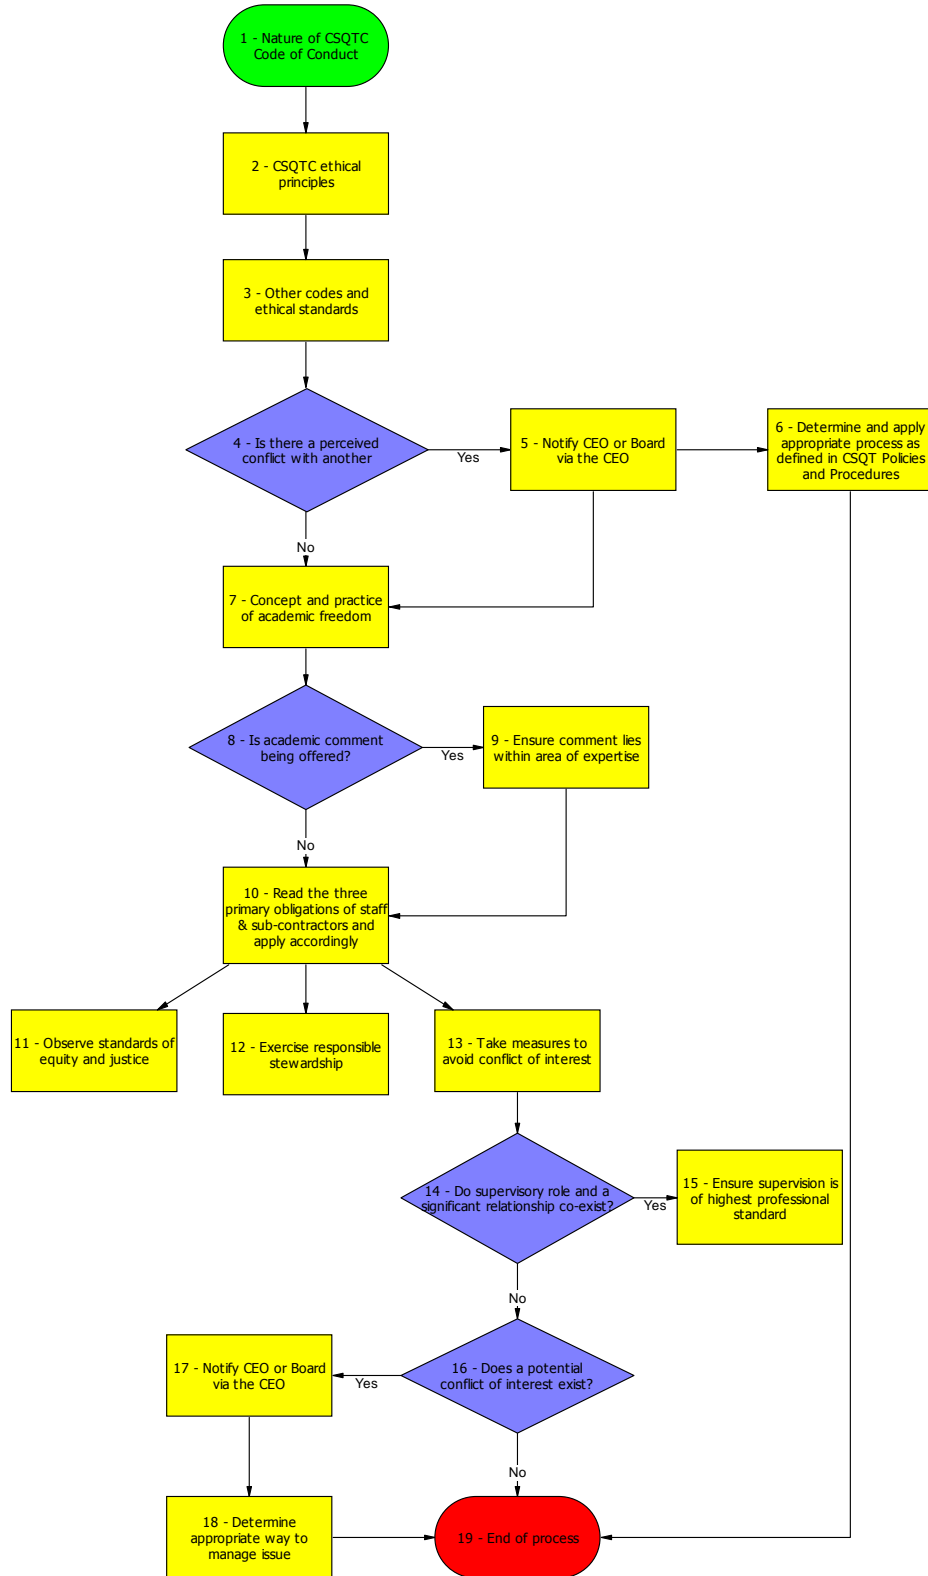 1 - Nature of CSQTC
Code of Conduct
2 - CSQTC ethical
principles
3 - Other codes and
ethical standards
4 - Is there a perceived
conflict with another
Yes
5 - Notify CEO or Board
via the CEO
6 - Determine and apply
appropriate process as
defined in CSQT Policies
and Procedures
No
7 - Concept and practice
of academic freedom
8 - Is academic comment
being offered?
Yes
9 - Ensure comment lies
within area of expertise
No
10 - Read the three
primary obligations of staff
& sub-contractors and
apply accordingly
11 - Observe standards of
equity and justice
12 - Exercise responsible
stewardship
13 - Take measures to
avoid conflict of interest
14 - Do supervisory role and a
significant relationship co-exist?
Yes
15 - Ensure supervision is
of highest professional
standard
No
16 - Does a potential
conflict of interest exist?
Yes
17 - Notify CEO or Board
via the CEO
No
18 - Determine
appropriate way to
manage issue
19 - End of process